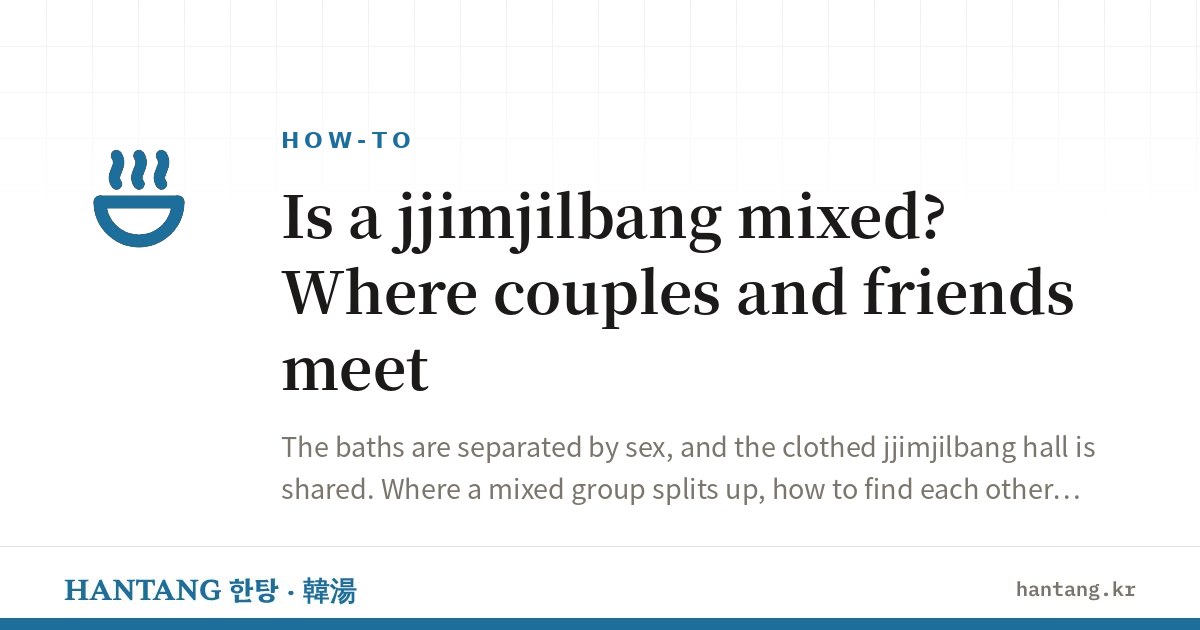 HOW-TO
Is a jjimjilbang mixed?
Where couples and friends
meet
The baths are separated by sex, and the clothed jjimjilbang hall is
shared. Where a mixed group splits up, how to find each other…
HANTANG 한탕 · 韓湯
hantang.kr